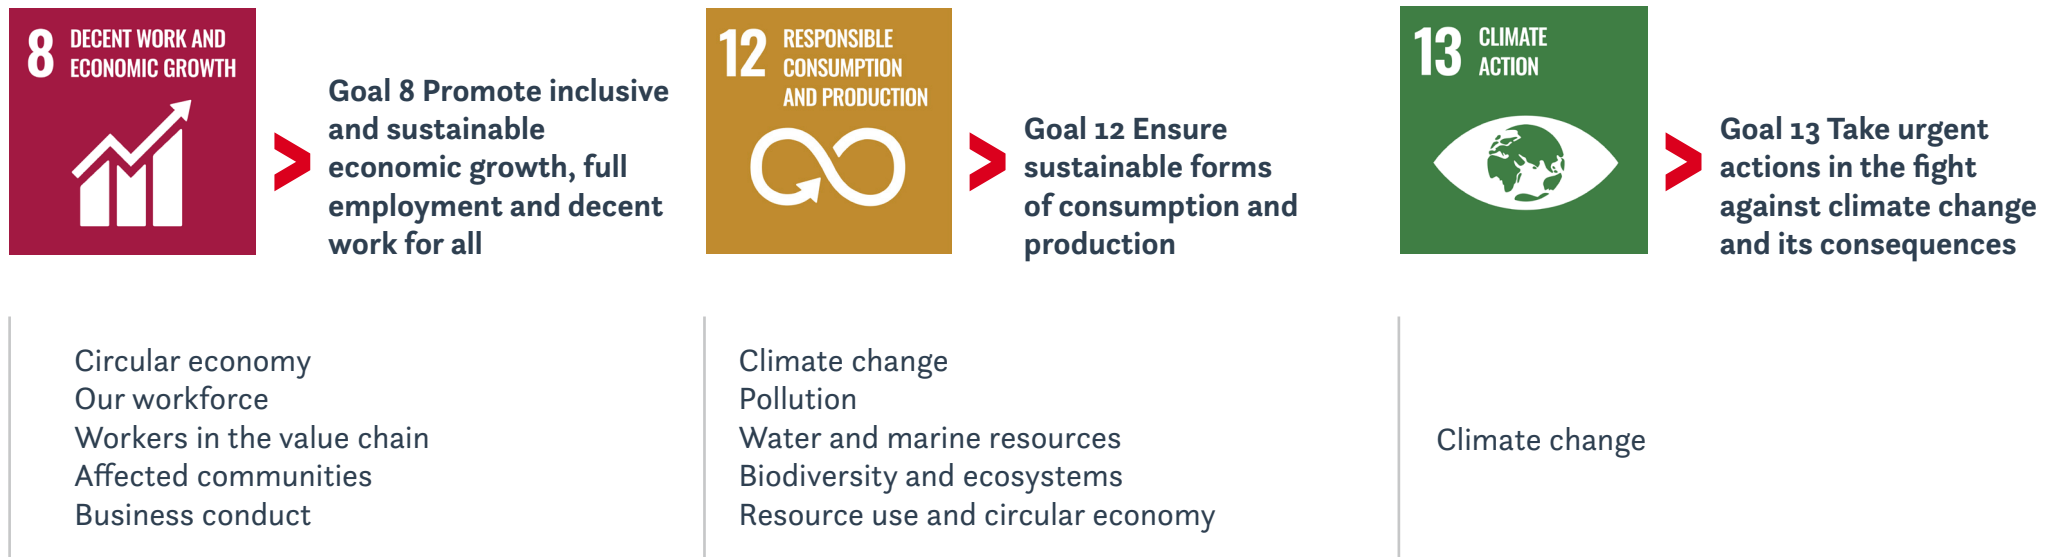 8 DECENT WORK AND
ECONOMIC GROWTH
Goal 8 Promote inclusive
and sustainable
economic growth, full
employment and decent
work for all
Circular economy
Our workforce
Workers in the value chain
Affected communities
Business conduct
12 RESPONSIBLE
CONSUMPTION
AND PRODUCTION
Goal 12 Ensure
sustainable forms
of consumption and
production
Climate change
Pollution
Water and marine resources
Biodiversity and ecosystems
Resource use and circular economy
13 CLIMATE
ACTION
Goal 13 Take urgent
actions in the fight
against climate change
and its consequences
Climate change